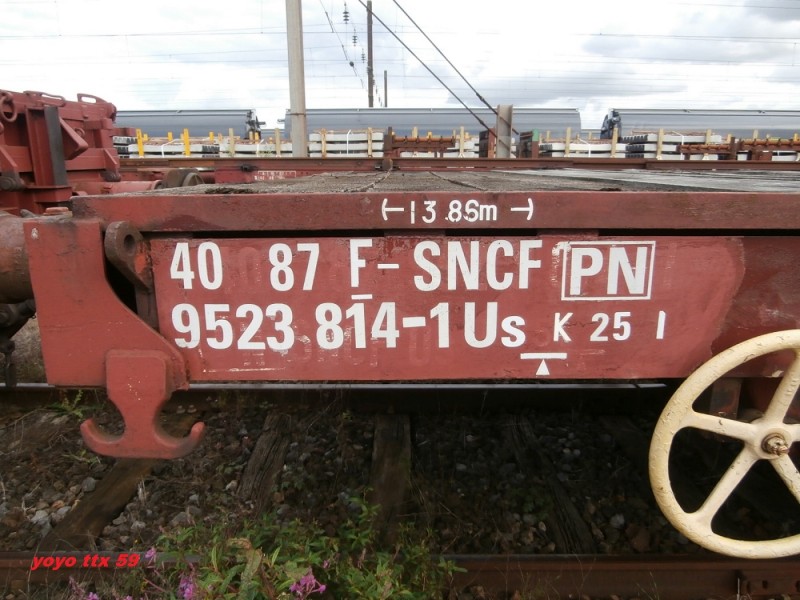 13.86m
40 87 F-SNCF PN
9523 814-1 Us K 25
yoyo ttx 59